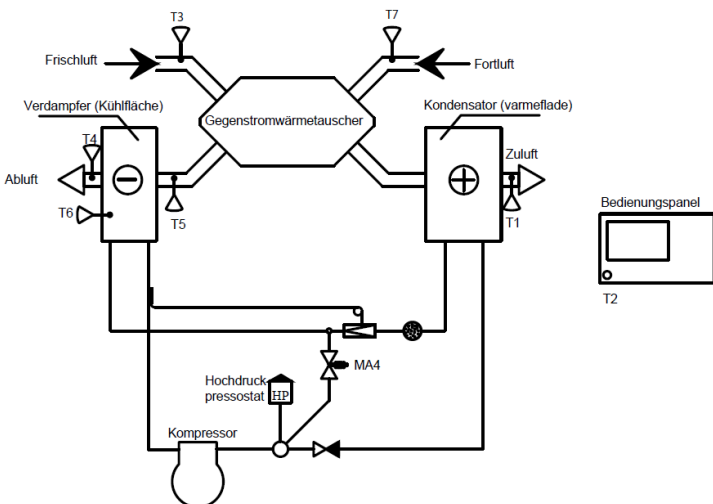 T3
T7
Frischluft
Fortluft
Verdampfer (Kühlfläche)
Kondensator (varmeflade)
Gegenstromwärmetauscher
T4
Zuluft
Abluft
T6
T5
T1
Bedienungspanel
T2
MA4
Hochdruck
pressostat
HP
Kompressor